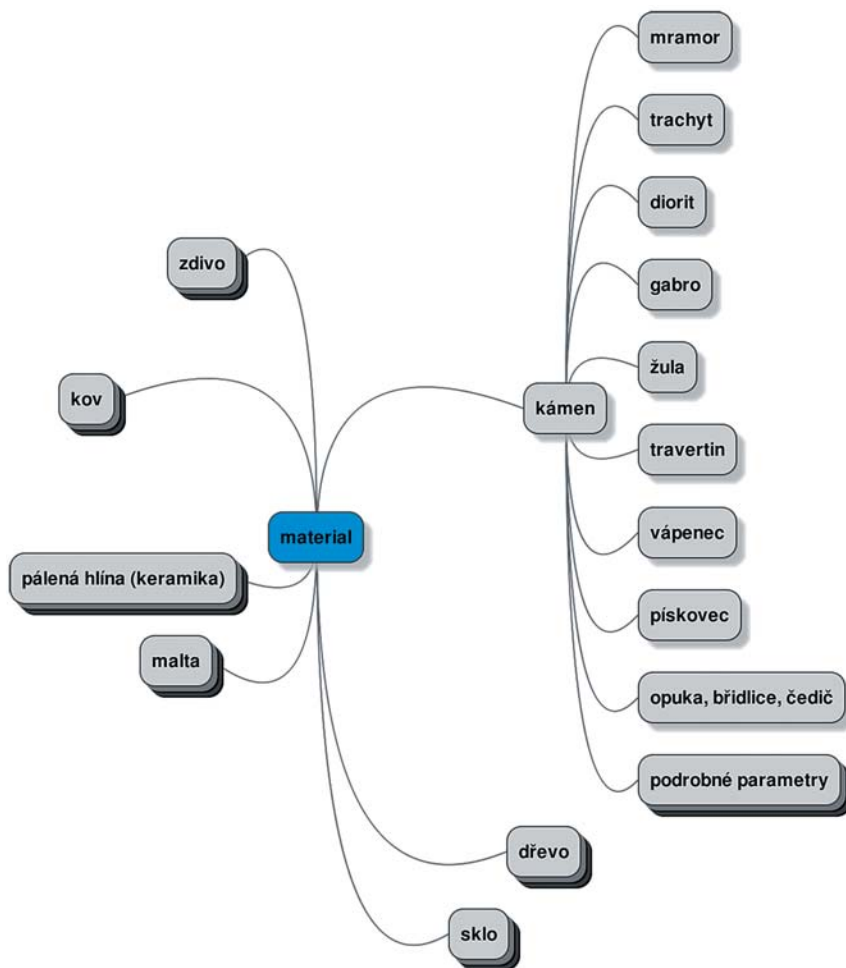 mramor
trachyt
diorit
zdivo
gabro
žula
kov
kámen
travertin
material
vápenec
pálená hlína (keramika)
pískovec
malta
opuka, břidlice, čedič
podrobné parametry
dřevo
sklo